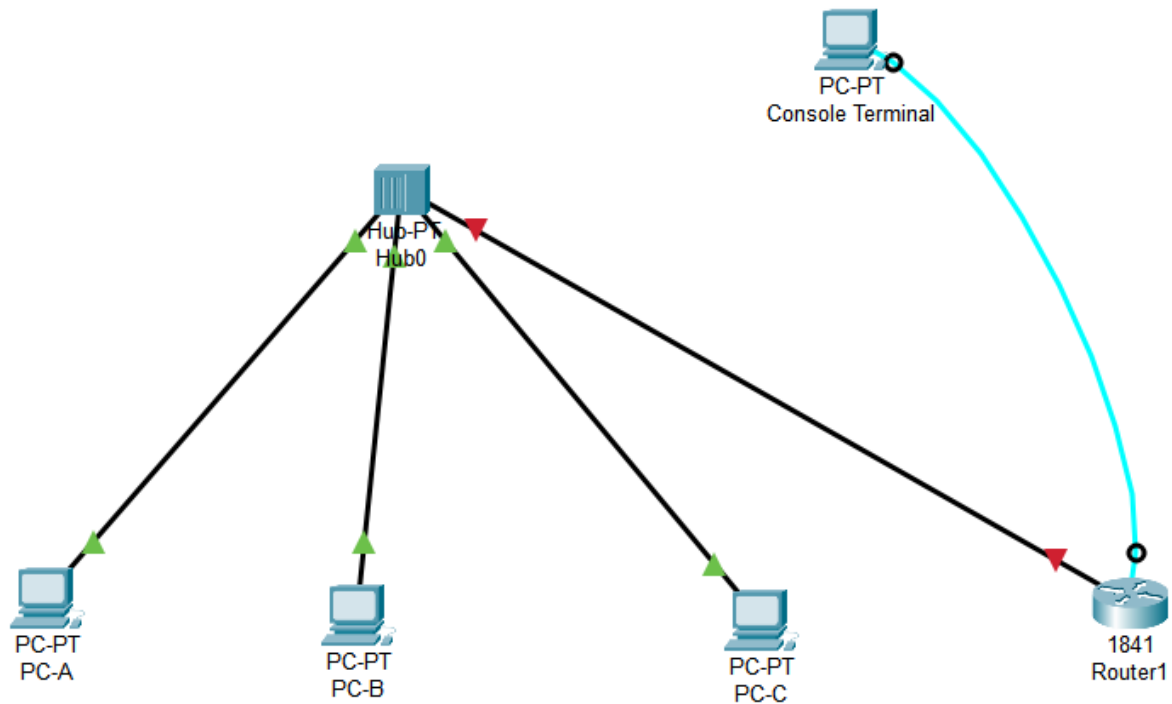 PC-PT
Console Terminal
Hub-PT
Hub0
PC-PT
PC-A
PC-PT
PC-B
PC-PT
PC-C
1841
Router1